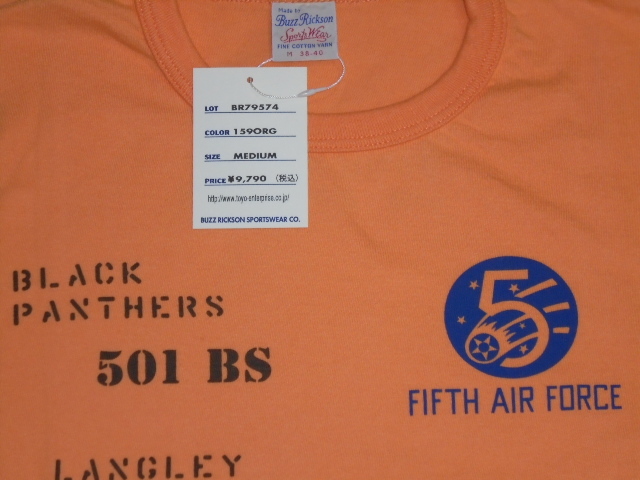 Made by
Buzz Rickson
Sports Wear
FINE COTTON YARN
M 38-40
LOT BR79574
COLOR 159ORG
SIZE MEDIUM
PRICE ¥9,790 (税込)
http://www.toyo-enterprise.co.jp/
BUZZ RICKSON SPORTSWEAR CO.
BLACK
PANTHERS
501 BS
LANGLEY
5
FIFTH AIR FORCE